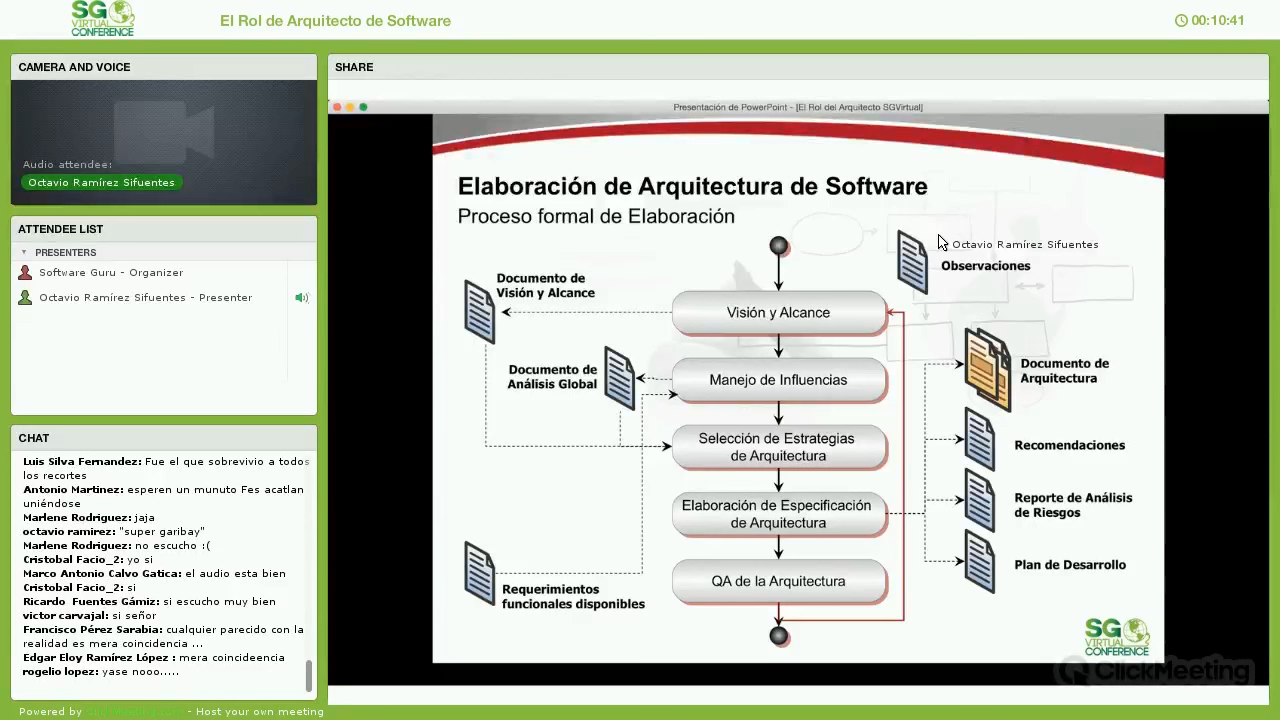 SG
VIRTUAL
CONFERENCE
El Rol de Arquitecto de Software
00:10:41
CAMERA AND VOICE
Audio attendee:
Octavio Ramírez Sifuentes
ATTENDEE LIST
PRESENTERS
Software Guru - Organizer
Octavio Ramírez Sifuentes - Presenter
CHAT
Luis Silva Fernandez: Fue el que sobrevivio a todos
los recortes
Antonio Martinez: esperen un munuto Fes acatlan
uniéndose
Marlene Rodriguez: jaja
octavio ramirez: "super garibay"
Marlene Rodriguez: no escucho :(
Cristobal Facio_2: yo si
Marco Antonio Calvo Gatica: el audio esta bien
Cristobal Facio_2: si
Ricardo Fuentes Gámiz: si escucho muy bien
victor carvajal: si señor
Francisco Pérez Sarabia: cualquier parecido con la
realidad es mera coincidencia ...
Edgar Eloy Ramírez López : mera coincideencia
rogelio lopez: yase nooo.....
Powered by
- Host your own meeting
SHARE
Presentación de PowerPoint - [El Rol del Arquitecto SGVirtual]
Elaboración de Arquitectura de Software
Proceso formal de Elaboración
Octavio Ramírez Sifuentes
Observaciones
Documento de
Visión y Alcance
Visión y Alcance
Documento de
Análisis Global
Manejo de Influencias
Documento de
Arquitectura
Selección de Estrategias
de Arquitectura
Recomendaciones
Elaboración de Especificación
de Arquitectura
Reporte de Análisis
de Riesgos
QA de la Arquitectura
Plan de Desarrollo
Requerimientos
funcionales disponibles
SG
VIRTUAL
CONFERENCE
ClickMeeting